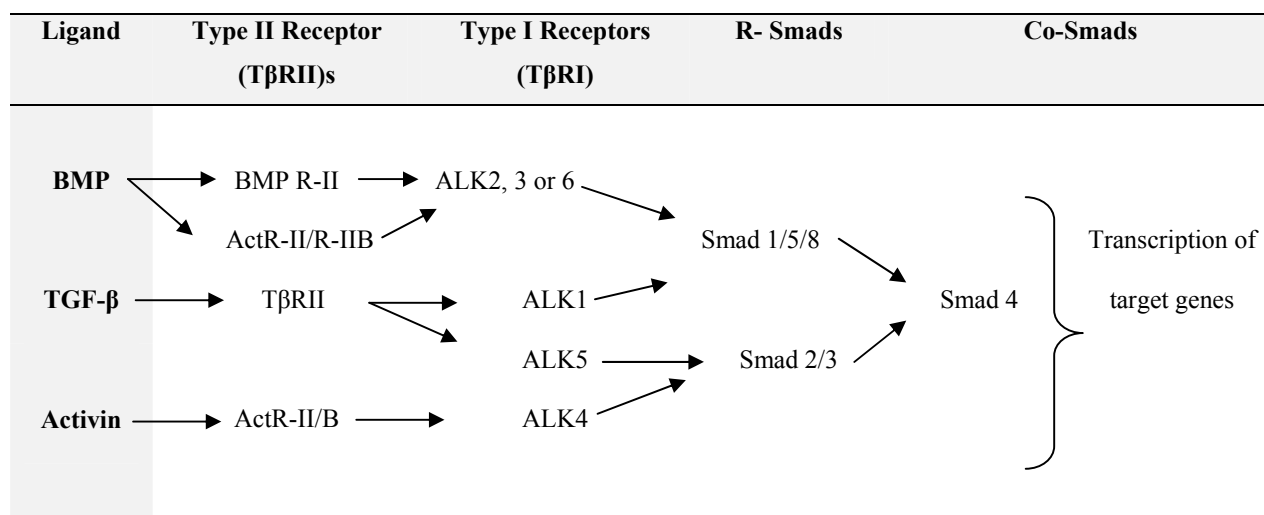 Ligand Type II Receptor Type I Receptors R- Smads Co-Smads
(TβRII)s (TβRI)
BMP BMP R-II ALK2, 3 or 6
ActR-II/R-IIB Smad 1/5/8 Transcription of
TGF-β TβRII ALK1 Smad 4 target genes
ALK5 Smad 2/3
Activin ActR-II/B ALK4